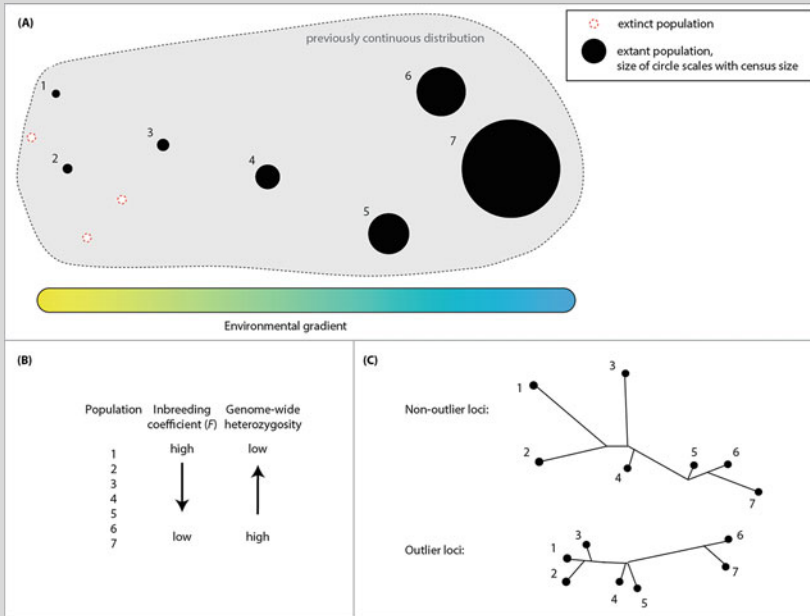 (A)
previously continuous distribution
extinct population
extant population,
size of circle scales with census size
1
2
3
4
5
6
7
Environmental gradient
(B)
Population Inbreeding Genome-wide
coefficient (F) heterozygosity
1 high low
2
3
4
5
6
7 low high
(C)
Non-outlier loci:
1
2
3
4
5
6
7
Outlier loci:
1
2
3
4
5
6
7